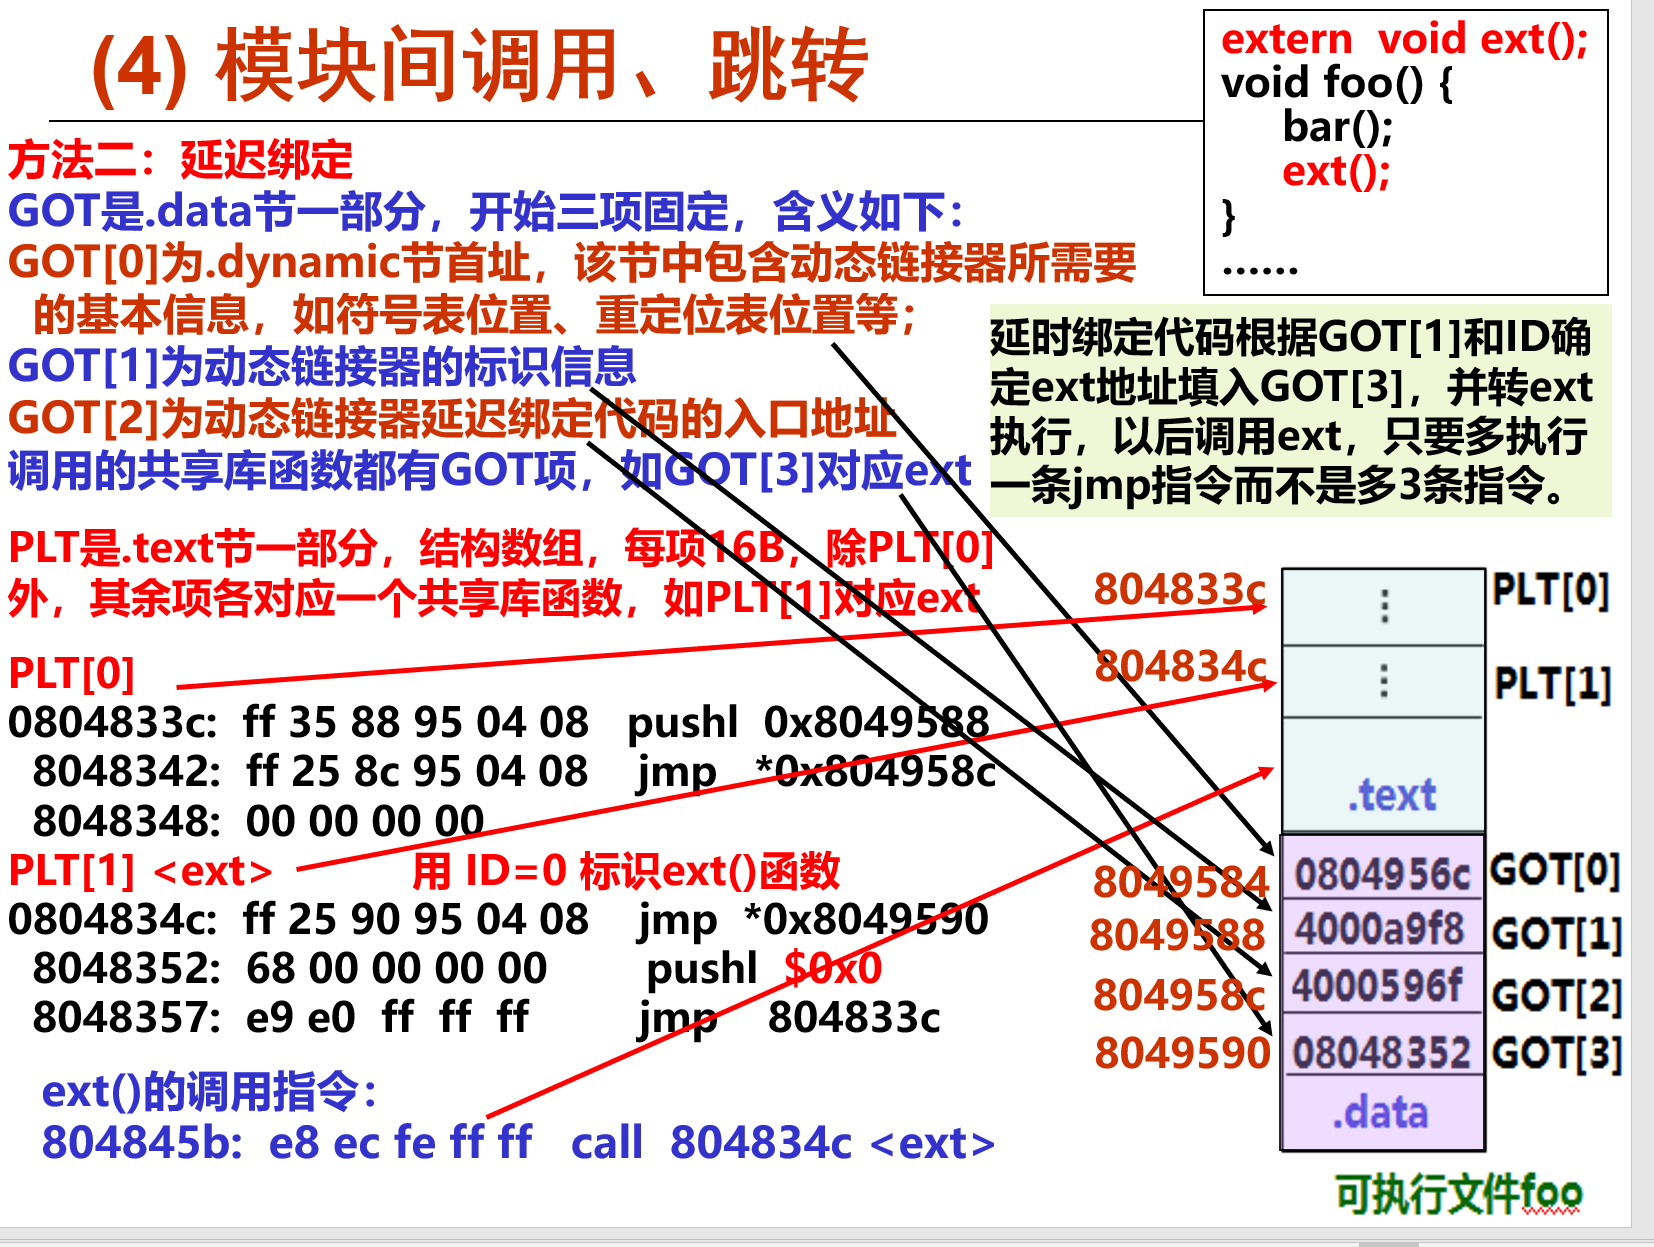 (4) 模块间调用、跳转
extern  void ext();
void foo() {
bar();
ext();
}
……
方法二：延迟绑定
GOT是.data节一部分，开始三项固定，含义如下：
GOT[0]为.dynamic节首址，该节中包含动态链接器所需要
的基本信息，如符号表位置、重定位表位置等；
GOT[1]为动态链接器的标识信息
GOT[2]为动态链接器延迟绑定代码的入口地址
调用的共享库函数都有GOT项，如GOT[3]对应ext
延时绑定代码根据GOT[1]和ID确
定ext地址填入GOT[3]，并转ext
执行，以后调用ext，只要多执行
一条jmp指令而不是多3条指令。
PLT是.text节一部分，结构数组，每项16B，除PLT[0]
外，其余项各对应一个共享库函数，如PLT[1]对应ext
PLT[0]
0804833c:  ff 35 88 95 04 08   pushl  0x8049588
8048342:  ff 25 8c 95 04 08   jmp   *0x804958c
8048348:  00 00 00 00
PLT[1] <ext>   用 ID=0 标识ext()函数
0804834c:  ff 25 90 95 04 08   jmp  *0x8049590
8048352:  68 00 00 00 00   pushl  $0x0
8048357:  e9 e0  ff  ff  ff   jmp   804833c
ext()的调用指令：
804845b:  e8 ec fe ff ff   call  804834c <ext>
804833c ⋮ PLT[0]
804834c ⋮ PLT[1]
.text
8049584 0804956c GOT[0]
8049588 4000a9f8 GOT[1]
804958c 4000596f GOT[2]
8049590 08048352 GOT[3]
.data
可执行文件foo